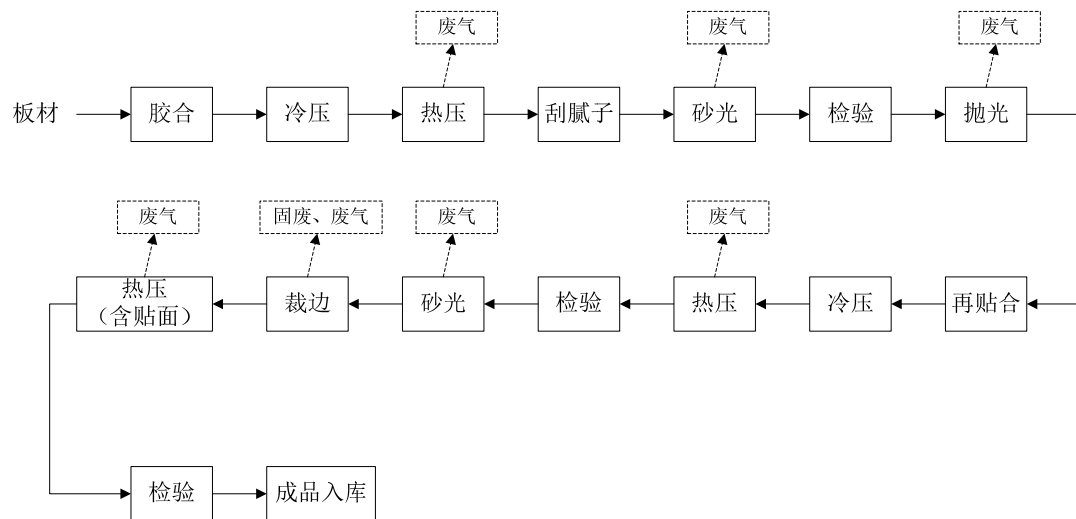 废气
废气
废气
板材
胶合
冷压
热压
刮腻子
砂光
检验
抛光
废气
固废、废气
废气
废气
热压
（含贴面）
裁边
砂光
检验
热压
冷压
再贴合
检验
成品入库